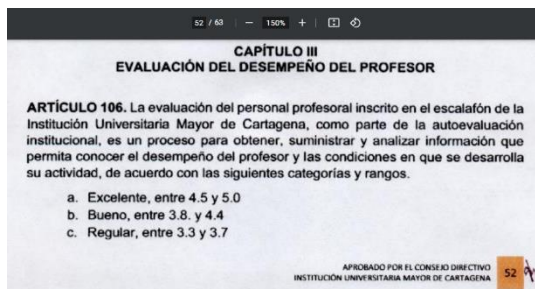 52 / 63 — 150% +
CAPÍTULO III
EVALUACIÓN DEL DESEMPEÑO DEL PROFESOR
ARTÍCULO 106. La evaluación del personal profesoral inscrito en el escalafón de la
Institución Universitaria Mayor de Cartagena, como parte de la autoevaluación
institucional, es un proceso para obtener, suministrar y analizar información que
permita conocer el desempeño del profesor y las condiciones en que se desarrolla
su actividad, de acuerdo con las siguientes categorías y rangos.
a. Excelente, entre 4.5 y 5.0
b. Bueno, entre 3.8. y 4.4
c. Regular, entre 3.3 y 3.7
APROBADO POR EL CONSEJO DIRECTIVO
INSTITUCIÓN UNIVERSITARIA MAYOR DE CARTAGENA
52